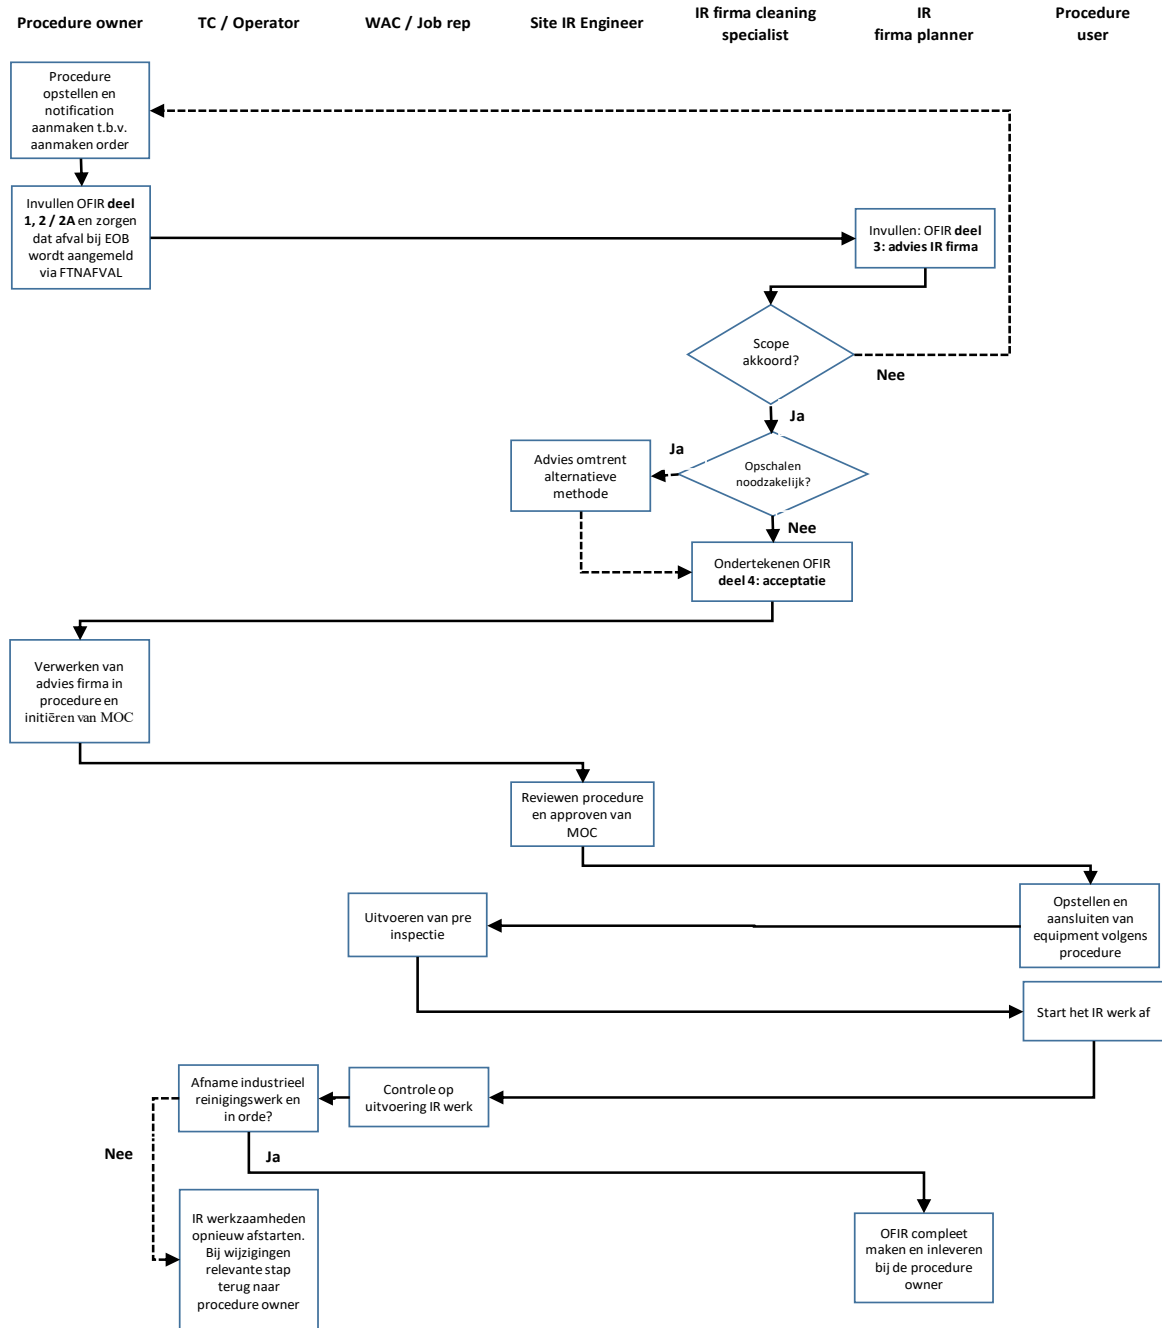 Procedure owner
TC / Operator
WAC / Job rep
Site IR Engineer
IR firma cleaning
specialist
IR
firma planner
Procedure
user
Procedure
opstellen en
notification
aanmaken t.b.v.
aanmaken order
Invullen OFIR deel
1, 2 / 2A en zorgen
dat afval bij EOB
wordt aangemeld
via FTNAFVAL
Invullen: OFIR deel
3: advies IR firma
Scope
akkoord?
Nee
Ja
Advies omtrent
alternatieve
methode
Ja
Opschalen
noodzakelijk?
Nee
Ondertekenen OFIR
deel 4: acceptatie
Verwerken van
advies firma in
procedure en
initiëren van MOC
Reviewen procedure
en approven van
MOC
Uitvoeren van pre
inspectie
Opstellen en
aansluiten van
equipment volgens
procedure
Start het IR werk af
Afname industrieel
reinigingswerk en
in orde?
Controle op
uitvoering IR werk
Nee
Ja
IR werkzaamheden
opnieuw afstarten.
Bij wijzigingen
relevante stap
terug naar
procedure owner
OFIR compleet
maken en inleveren
bij de procedure
owner